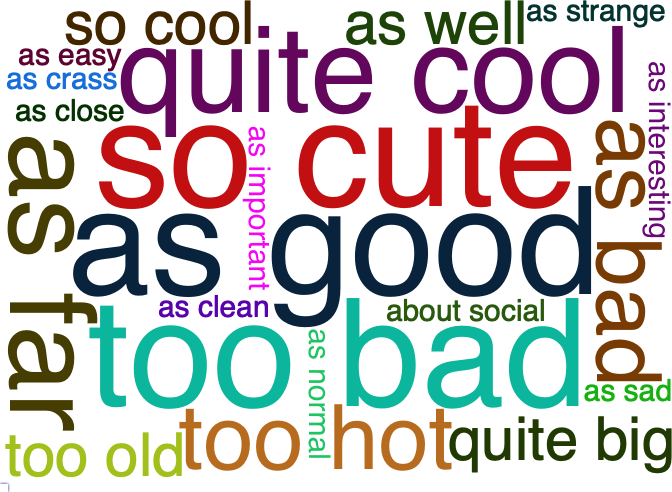 so cool
as well
as strange
as easy
quite cool
as crass
as interesting
as close
so cute
as important
as bad
as far
as good
as clean
about social
too bad
as normal
as sad
too hot
quite big
too old